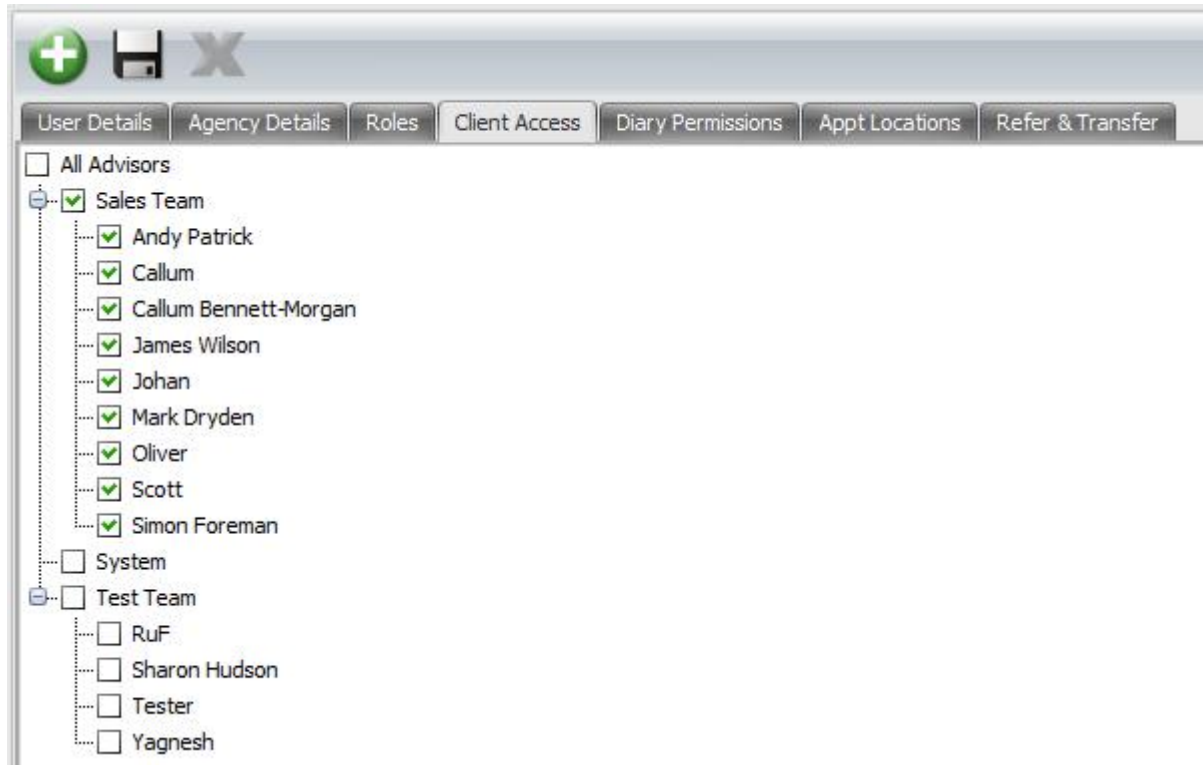 User Details Agency Details Roles Client Access Diary Permissions Appt Locations Refer & Transfer
All Advisors
Sales Team
Andy Patrick
Callum
Callum Bennett-Morgan
James Wilson
Johan
Mark Dryden
Oliver
Scott
Simon Foreman
System
Test Team
RuF
Sharon Hudson
Tester
Yagnesh